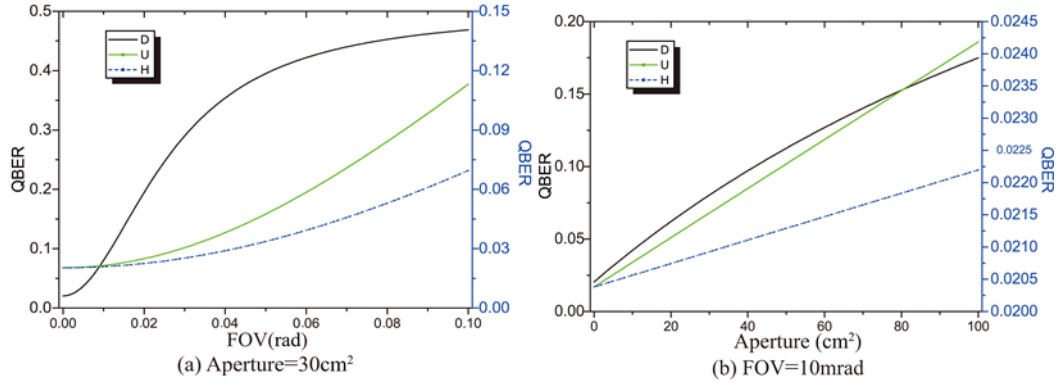 0.5
0.4
0.3
0.2
0.1
0.0
QBER
D
U
H
0.15
0.12
0.09
0.06
0.03
0.00
QBER
0.00 0.02 0.04 0.06 0.08 0.10
FOV(rad)
(a) Aperture=30cm²
0.20
0.15
0.10
0.05
0.00
QBER
D
U
H
0.0245
0.0240
0.0235
0.0230
0.0225
0.0220
0.0215
0.0210
0.0205
0.0200
QBER
0 20 40 60 80 100
Aperture (cm²)
(b) FOV=10mrad